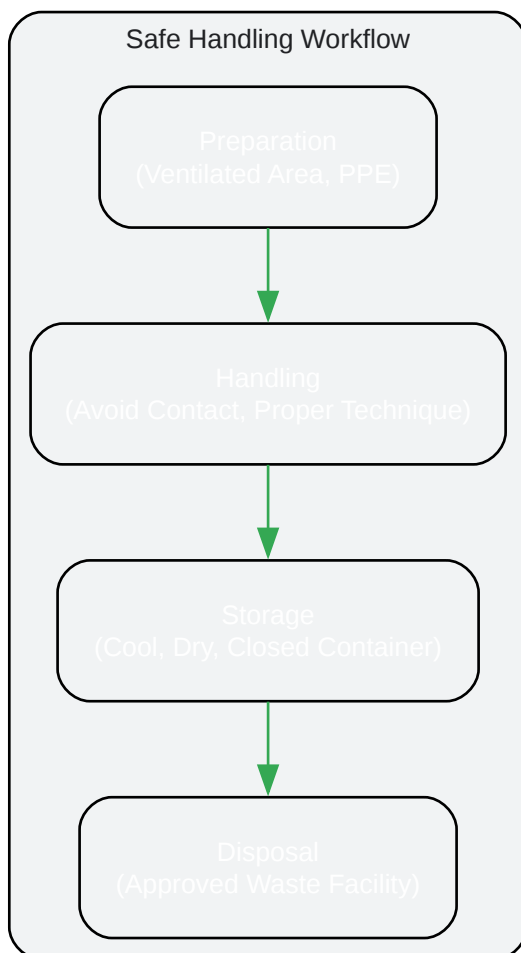 Safe Handling Workflow
Preparation
(Ventilated Area, PPE)
Handling
(Avoid Contact, Proper Technique)
Storage
(Cool, Dry, Closed Container)
Disposal
(Approved Waste Facility)